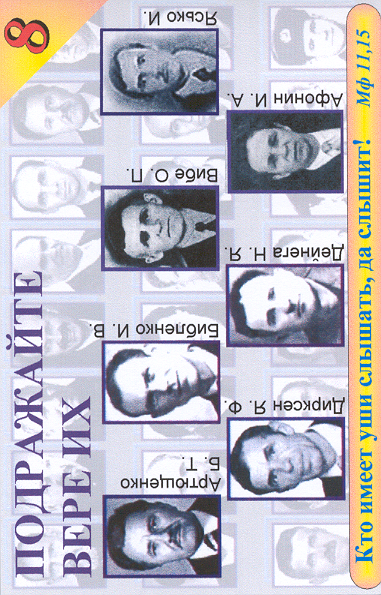 8
ПОДРАЖАЙТЕ
ВЕРЕ ИХ
Артющенко
Б. Т.
Библенко И. В.
Вибе О. П.
Ясько И.
Дирксен Я. Ф.
Дейнега Н. Я.
Афонин И. А.
Кто имеет уши слышать, да слышит! Мф 11,15